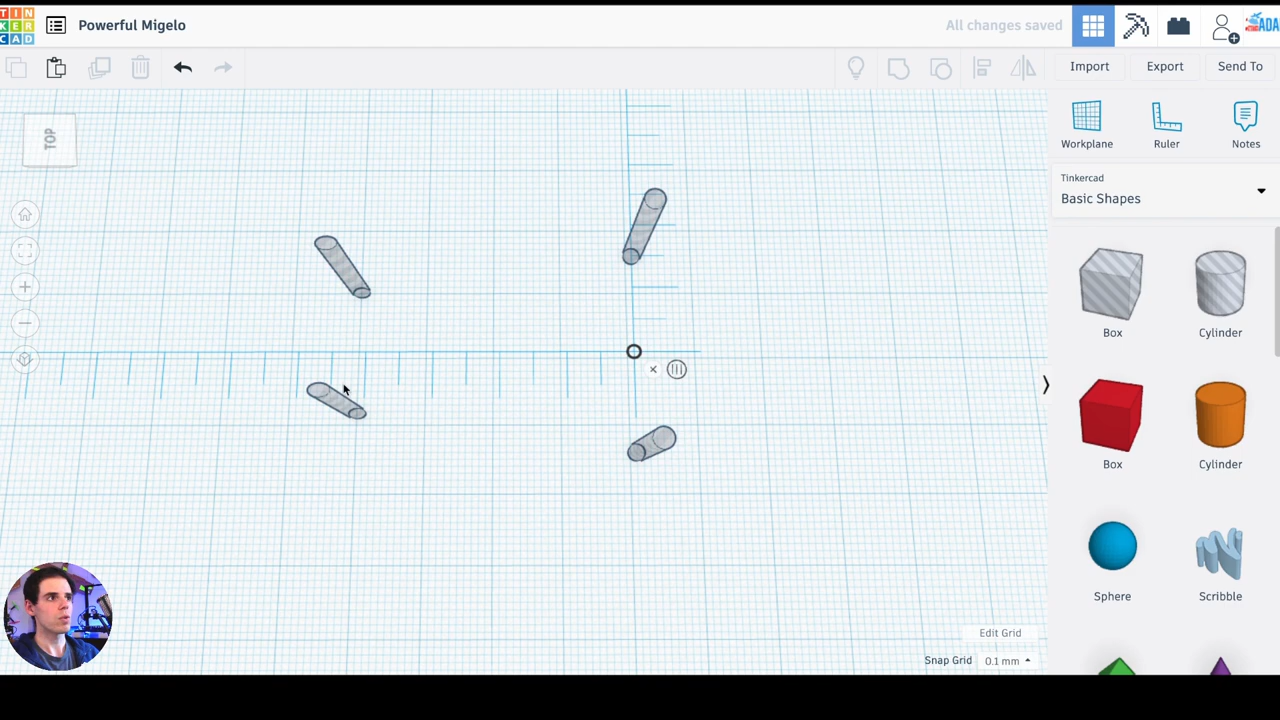 TIN
KER
CAD
Powerful Migelo
All changes saved
ADA
Import
Export
Send To
TOP
Workplane
Ruler
Notes
Tinkercad
Basic Shapes
Box
Cylinder
Box
Cylinder
Sphere
Scribble
Edit Grid
Snap Grid
0.1 mm